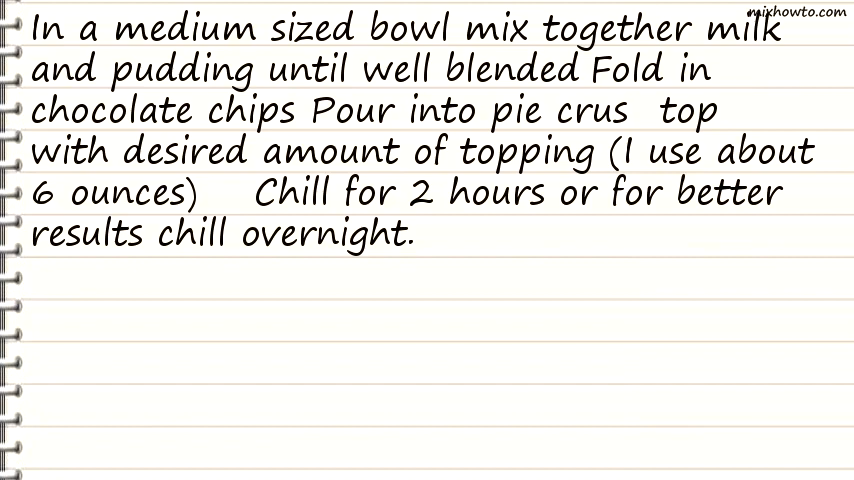 mixhowto.com
In a medium sized bowl mix together milk
and pudding until well blended Fold in
chocolate chips Pour into pie crus  top
with desired amount of topping (I use about
6 ounces)    Chill for 2 hours or for better
results chill overnight.